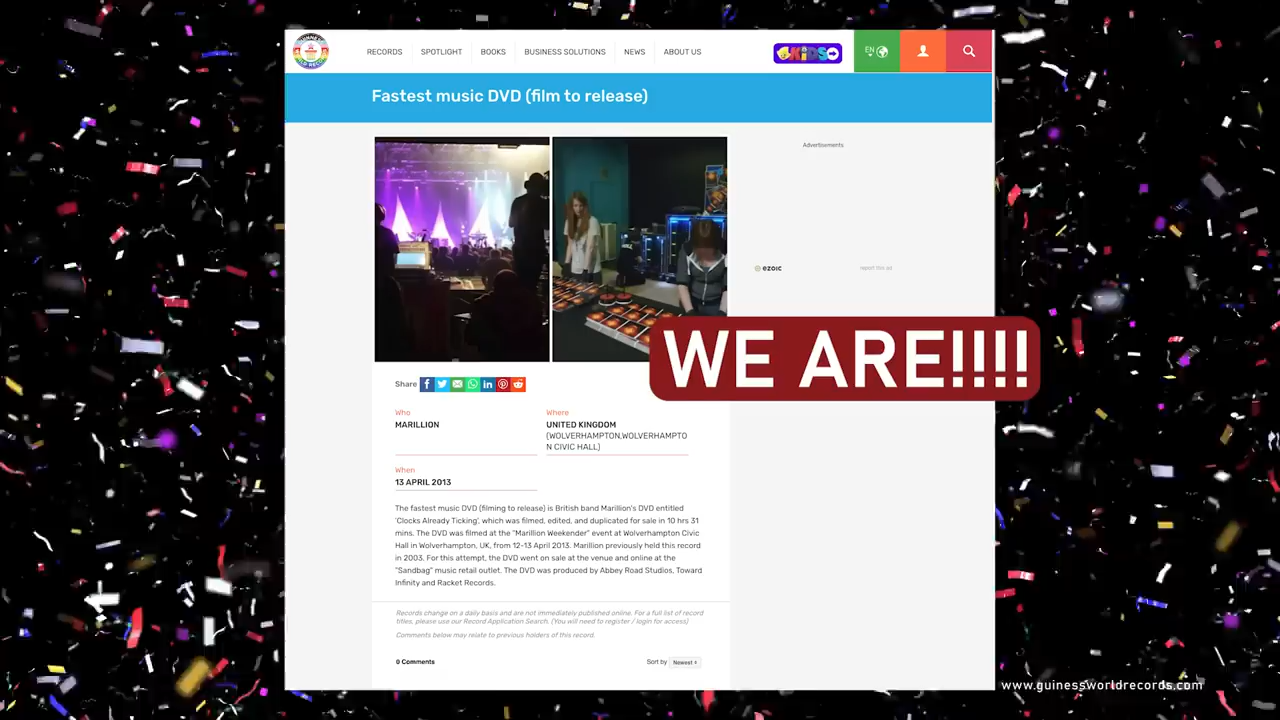 RECORDS SPOTLIGHT BOOKS BUSINESS SOLUTIONS NEWS ABOUT US KIDS EN
Fastest music DVD (film to release)
Advertisements
ezoic report this ad
WE ARE!!!!
Share
Who
MARILLION
Where
UNITED KINGDOM
(WOLVERHAMPTON,WOLVERHAMPTO
N CIVIC HALL)
When
13 APRIL 2013
The fastest music DVD (filming to release) is British band Marillion's DVD entitled
'Clocks Already Ticking', which was filmed, edited, and duplicated for sale in 10 hrs 31
mins. The DVD was filmed at the "Marillion Weekender" event at Wolverhampton Civic
Hall in Wolverhampton, UK, from 12-13 April 2013. Marillion previously held this record
in 2003. For this attempt, the DVD went on sale at the venue and online at the
"Sandbag" music retail outlet. The DVD was produced by Abbey Road Studios, Toward
Infinity and Racket Records.
Records change on a daily basis and are not immediately published online. For a full list of record
titles, please use our Record Application Search. (You will need to register / login for access)
Comments below may relate to previous holders of this record.
0 Comments
Sort by Newest
www.guinessworldrecords.com